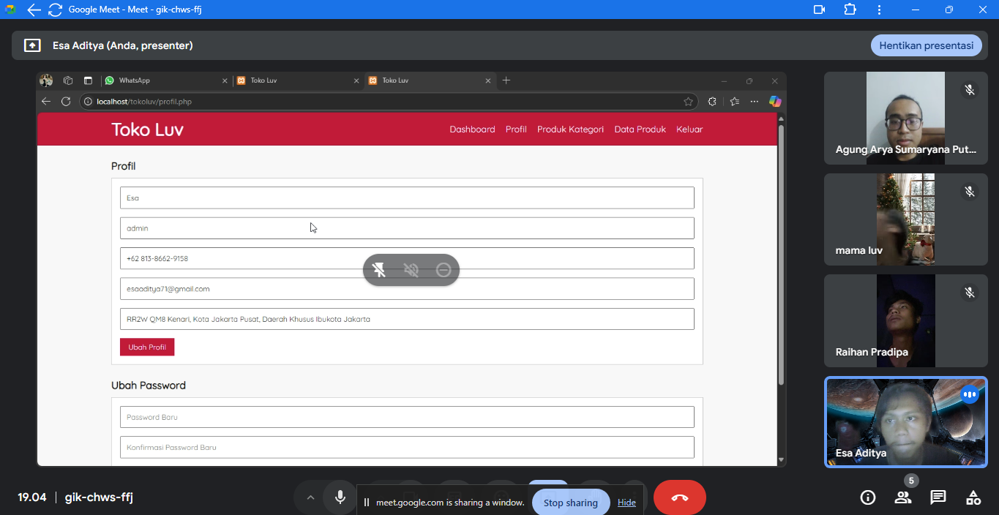 Google Meet - Meet - gik-chws-ffj
Esa Aditya (Anda, presenter)
Hentikan presentasi
WhatsApp
Toko Luv
Toko Luv
localhost/tokoluv/profil.php
Toko Luv
Dashboard Profil Produk Kategori Data Produk Keluar
Profil
Esa
admin
+62 813-8662-9158
esaaditya71@gmail.com
RR2W QM8 Kenari, Kota Jakarta Pusat, Daerah Khusus Ibukota Jakarta
Ubah Profil
Ubah Password
Password Baru
Konfirmasi Password Baru
Agung Arya Sumaryana Put...
mama luv
Raihan Pradipa
Esa Aditya
19.04 | gik-chws-ffj
meet.google.com is sharing a window.
Stop sharing
Hide
5